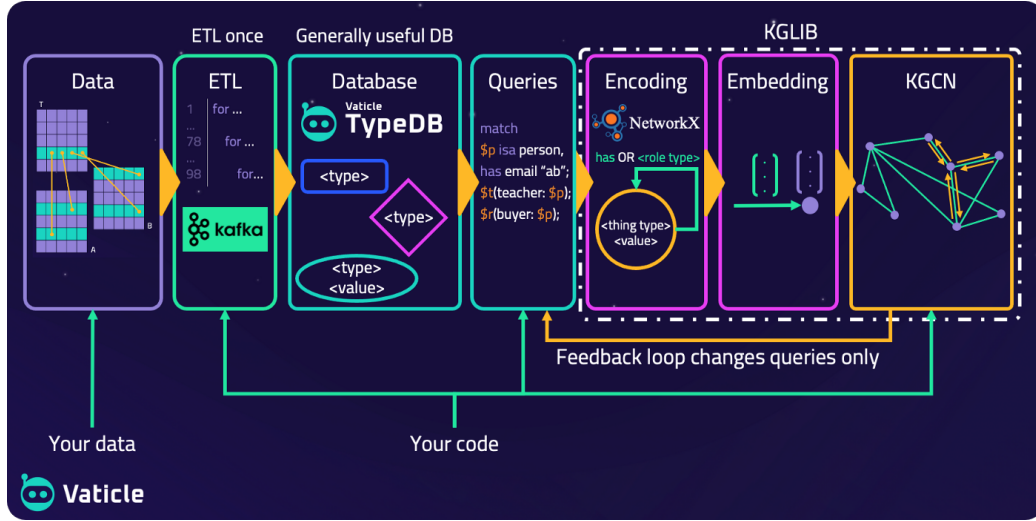 KGLIB
ETL once
Generally useful DB
Data
ETL
Database
Queries
Encoding
Embedding
KGCN
T
A
B
1 for ...
...
78 for ...
...
98 for...
kafka
Vaticle
TypeDB
<type>
<type>
<type>
<value>
match
$p isa person,
has email “ab”;
$t(teacher: $p);
$r(buyer: $p);
NetworkX
has OR <role type>
<thing type>
<value>
Feedback loop changes queries only
Your data
Your code
Vaticle